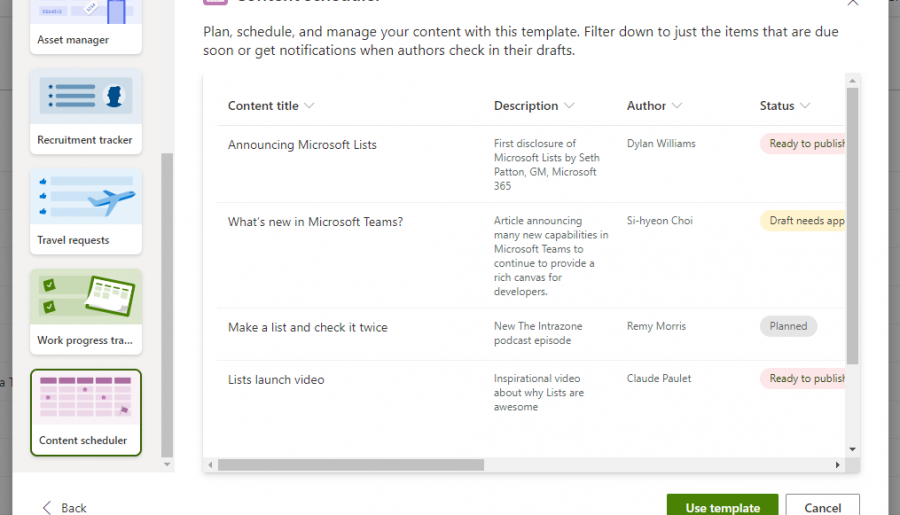 Asset manager
Recruitment tracker
Travel requests
Work progress tra...
Content scheduler
Content scheduler
Plan, schedule, and manage your content with this template. Filter down to just the items that are due
soon or get notifications when authors check in their drafts.
Content title
Description
Author
Status
Announcing Microsoft Lists
First disclosure of
Microsoft Lists by Seth
Patton, GM, Microsoft
365
Dylan Williams
Ready to publish
What's new in Microsoft Teams?
Article announcing
many new capabilities in
Microsoft Teams to
continue to provide a
rich canvas for
developers.
Si-hyeon Choi
Draft needs app
Make a list and check it twice
New The Intrazone
podcast episode
Remy Morris
Planned
Lists launch video
Inspirational video
about why Lists are
awesome
Claude Paulet
Ready to publish
Back
Use template
Cancel